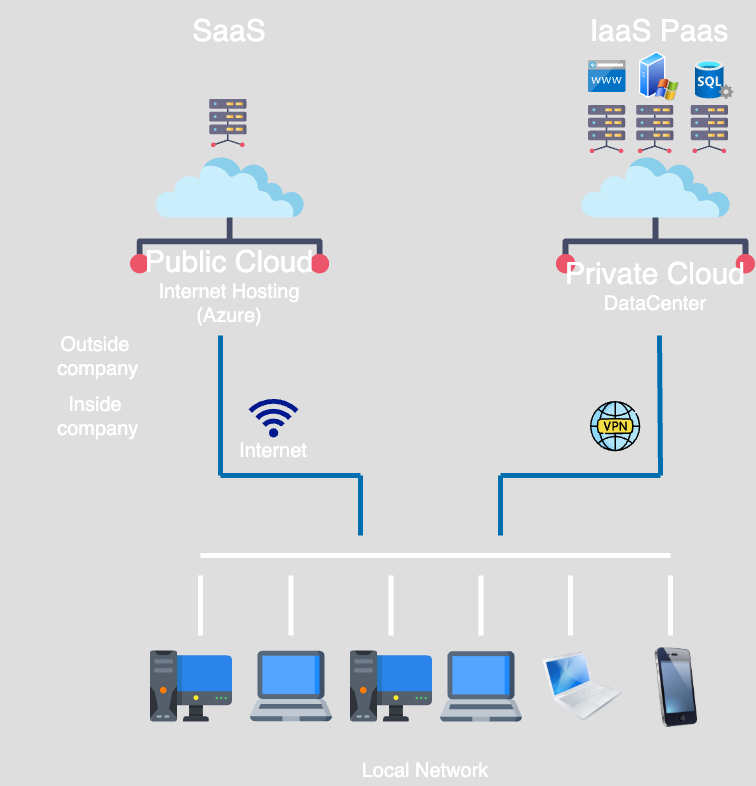 SaaS
IaaS Paas
www
SQL
Public Cloud
Internet Hosting
(Azure)
Private Cloud
DataCenter
Outside
company
Inside
company
Internet
VPN
Local Network